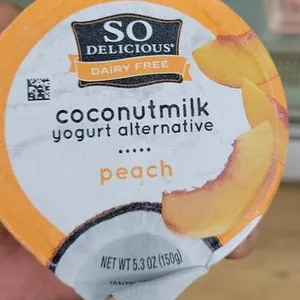 SO
DELICIOUS®
DAIRY FREE
coconutmilk
yogurt alternative
peach
NET WT 5.3 OZ (150g)